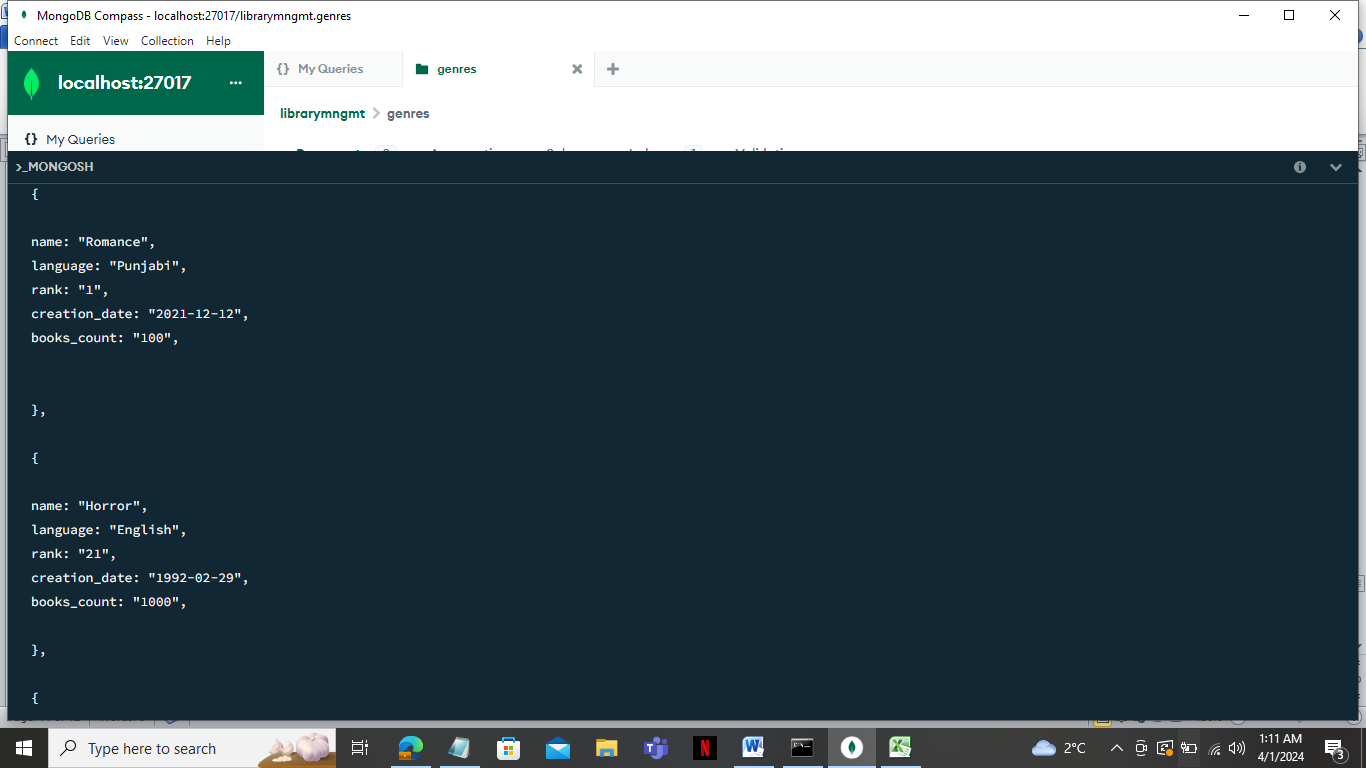 MongoDB Compass - localhost:27017/librarymngmt.genres
Connect Edit View Collection Help
localhost:27017 ...
{} My Queries
genres
librarymngmt > genres
{} My Queries
>_MONGOSH
{
name: "Romance",
language: "Punjabi",
rank: "1",
creation_date: "2021-12-12",
books_count: "100",
},
{
name: "Horror",
language: "English",
rank: "21",
creation_date: "1992-02-29",
books_count: "1000",
},
{
Type here to search
2°C
1:11 AM
4/1/2024
3